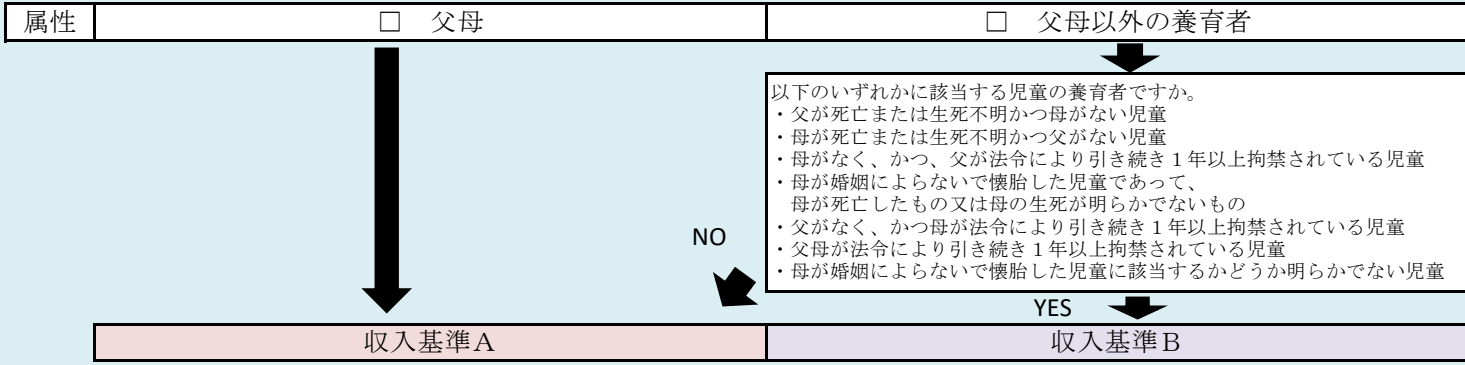 属性
□ 父母
□ 父母以外の養育者
以下のいずれかに該当する児童の養育者ですか。
・父が死亡または生死不明かつ母がない児童
・母が死亡または生死不明かつ父がない児童
・母がなく、かつ、父が法令により引き続き１年以上拘禁されている児童
・母が婚姻によらないで懐胎した児童であって、
母が死亡したもの又は母の生死が明らかでないもの
・父がなく、かつ母が法令により引き続き１年以上拘禁されている児童
・父母が法令により引き続き１年以上拘禁されている児童
・母が婚姻によらないで懐胎した児童に該当するかどうか明らかでない児童
NO
YES
収入基準Ａ
収入基準Ｂ